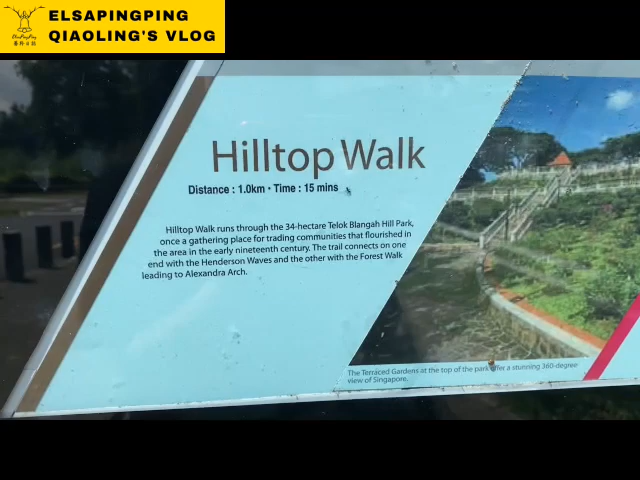 ELSAPINGPING
QIAOLING'S VLOG
Hilltop Walk
Distance : 1.0km • Time : 15 mins
Hilltop Walk runs through the 34-hectare Telok Blangah Hill Park,
once a gathering place for trading communities that flourished in
the area in the early nineteenth century. The trail connects on one
end with the Henderson Waves and the other with the Forest Walk
leading to Alexandra Arch.
The Terraced Gardens at the top of the park offer a stunning 360-degree
view of Singapore.